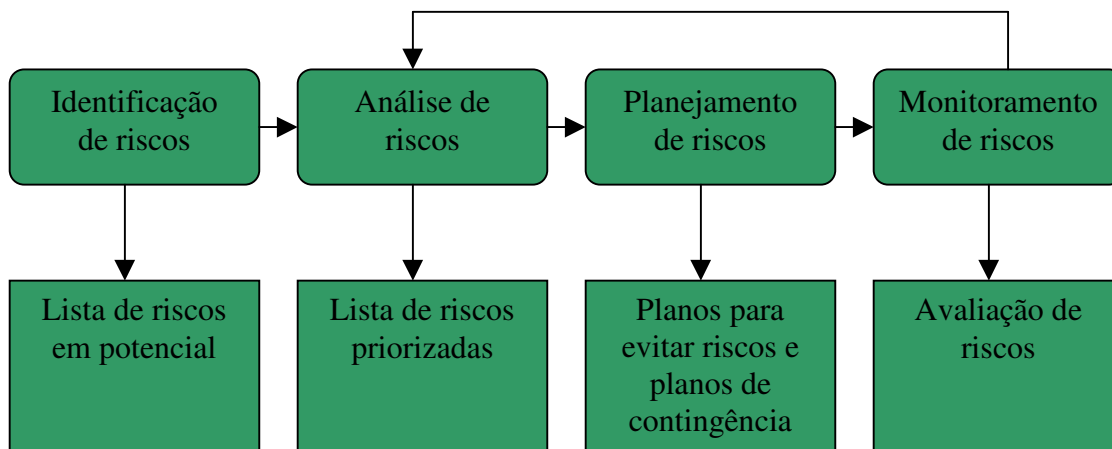 Identificação
de riscos
Análise de
riscos
Planejamento
de riscos
Monitoramento
de riscos
Lista de riscos
em potencial
Lista de riscos
priorizadas
Planos para
evitar riscos e
planos de
contingência
Avaliação de
riscos